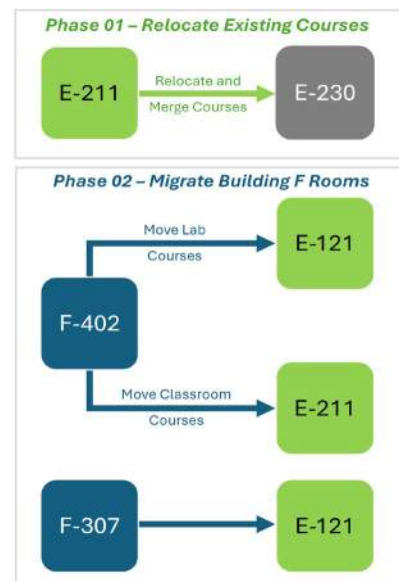 Phase 01 – Relocate Existing Courses
E-211
Relocate and
Merge Courses
E-230
Phase 02 – Migrate Building F Rooms
Move Lab
Courses
E-121
F-402
Move Classroom
Courses
E-211
F-307
E-121